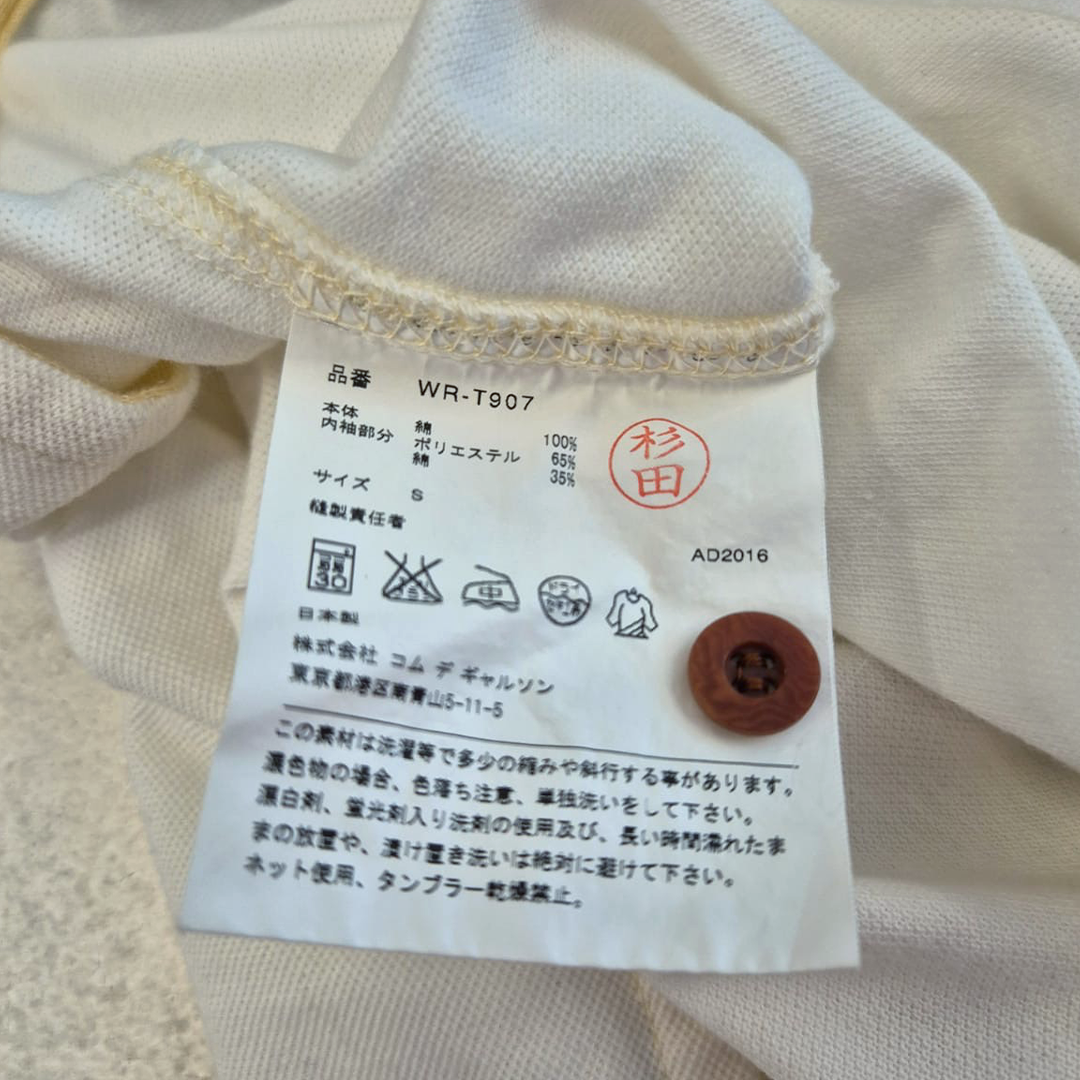 品番 WR-T907
本体 綿 100%
内袖部分 ポリエステル 65%
綿 35%
杉田
サイズ S
縫製責任者
AD2016
弱 30
中
ドライ
日本製
株式会社 コム デ ギャルソン
東京都港区南青山5-11-5
この素材は洗濯等で多少の縮みや斜行する事があります。
濃色物の場合、色落ち注意、単独洗いをして下さい。
漂白剤、蛍光剤入り洗剤の使用及び、長い時間濡れたま
まの放置や、漬け置き洗いは絶対に避けて下さい。
ネット使用、タンブラー乾燥禁止。